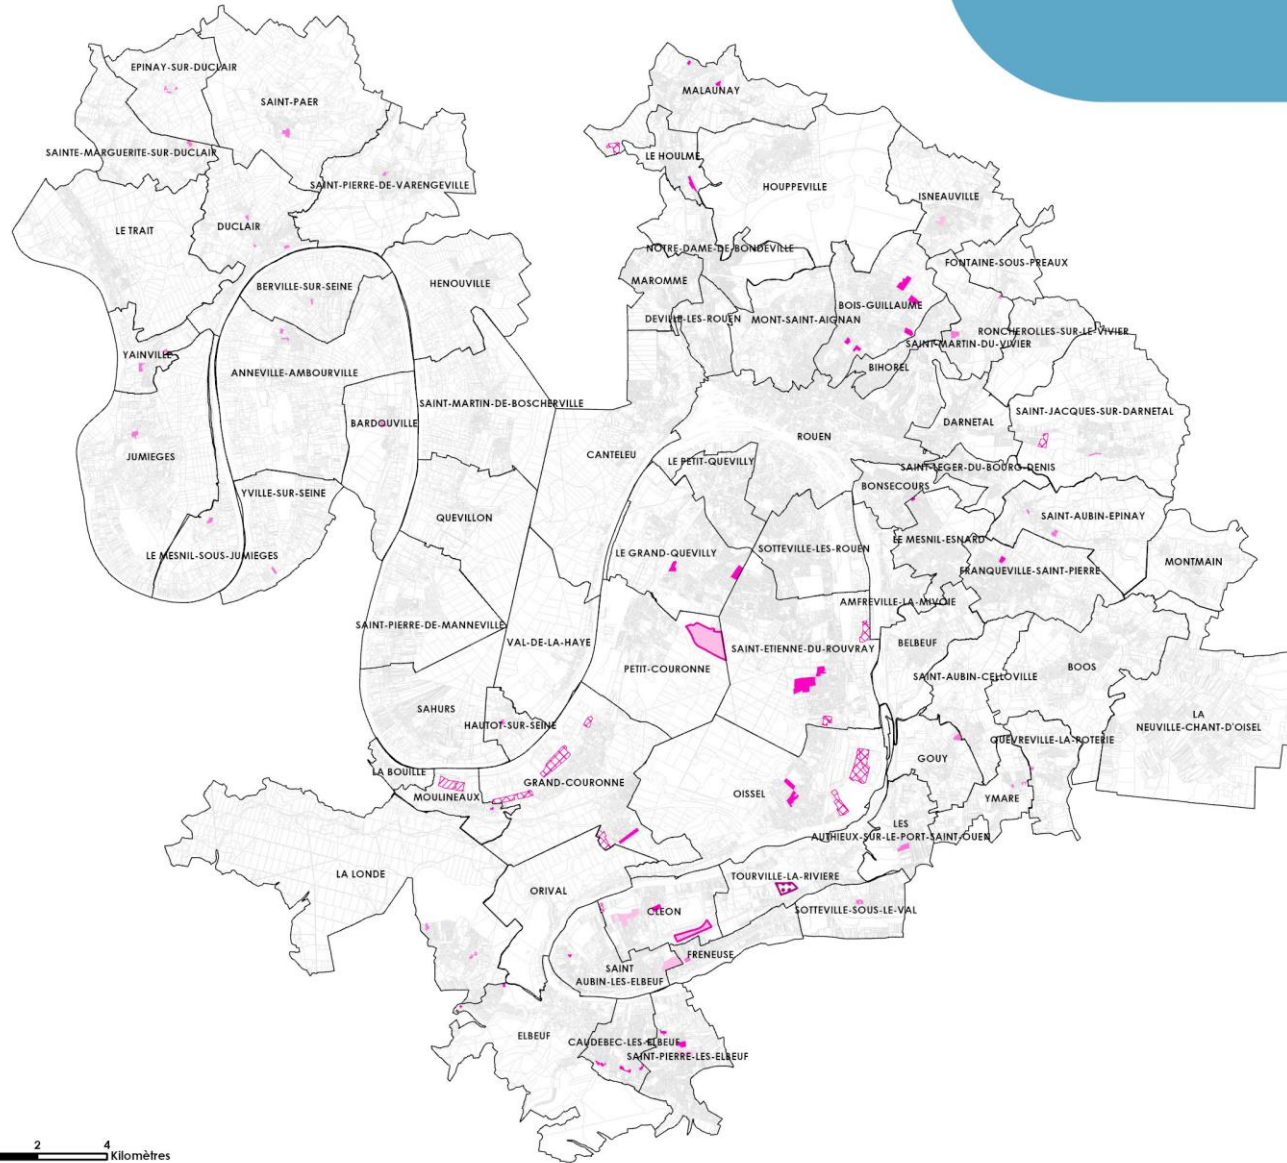 EPINAY-SUR-DUCLAIR
SAINT-PAER
MALAUNAY
SAINTE-MARGUERITE-SUR-DUCLAIR
LE HOULME
SAINT-PIERRE-DE-VARENGEVILLE
HOUPPEVILLE
ISNEAUVILLE
LE TRAIT
DUCLAIR
NOTRE-DAME-DE-BONDEVILLE
FONTAINE-SOUS-PREAUX
BERVILLE-SUR-SEINE
HENOUVILLE
MAROMME
BOIS-GUILLAUME
DEVILLE-LES-ROUEN
MONT-SAINT-AIGNAN
RONCHEROLLES-SUR-LE-VIVIER
SAINT-MARTIN-DU-VIVIER
YAINVILLE
ANNEVILLE-AMBOURVILLE
BIHOREL
SAINT-MARTIN-DE-BOSCHERVILLE
SAINT-JACQUES-SUR-DARNETAL
BARDOUVILLE
DARNETAL
ROUEN
JUMIEGES
CANTELEU
LE PETIT-QUEVILLY
SAINT-LEGER-DU-BOURG-DENIS
BONSECOURS
YVILLE-SUR-SEINE
QUEVILLON
SAINT-AUBIN-EPINAY
LE MESNIL-SOUS-JUMIEGES
LE GRAND-QUEVILLY
SOTTEVILLE-LES-ROUEN
LE MESNIL-ESNARD
FRANQUEVILLE-SAINT-PIERRE
MONTMAIN
AMFREVILLE-LA-MIVOIE
SAINT-PIERRE-DE-MANNEVILLE
VAL-DE-LA-HAYE
SAINT-ETIENNE-DU-ROUVRAY
BELBEUF
PETIT-COURONNE
BOOS
SAINT-AUBIN-CELLOVILLE
SAHURS
HAUTOT-SUR-SEINE
LA
NEUVILLE-CHANT-D'OISEL
QUEVREVILLE-LA-POTERIE
GOUY
LA BOUILLE
GRAND-COURONNE
MOULINEAUX
OISSEL
YMARE
LES
AUTHIEUX-SUR-LE-PORT-SAINT-OUEN
LA LONDE
ORIVAL
TOURVILLE-LA-RIVIERE
CLEON
SOTTEVILLE-SOUS-LE-VAL
FRENEUSE
SAINT
AUBIN-LES-ELBEUF
ELBEUF
CAUDEBEC-LES-ELBEUF
SAINT-PIERRE-LES-ELBEUF
2 4
Kilomètres